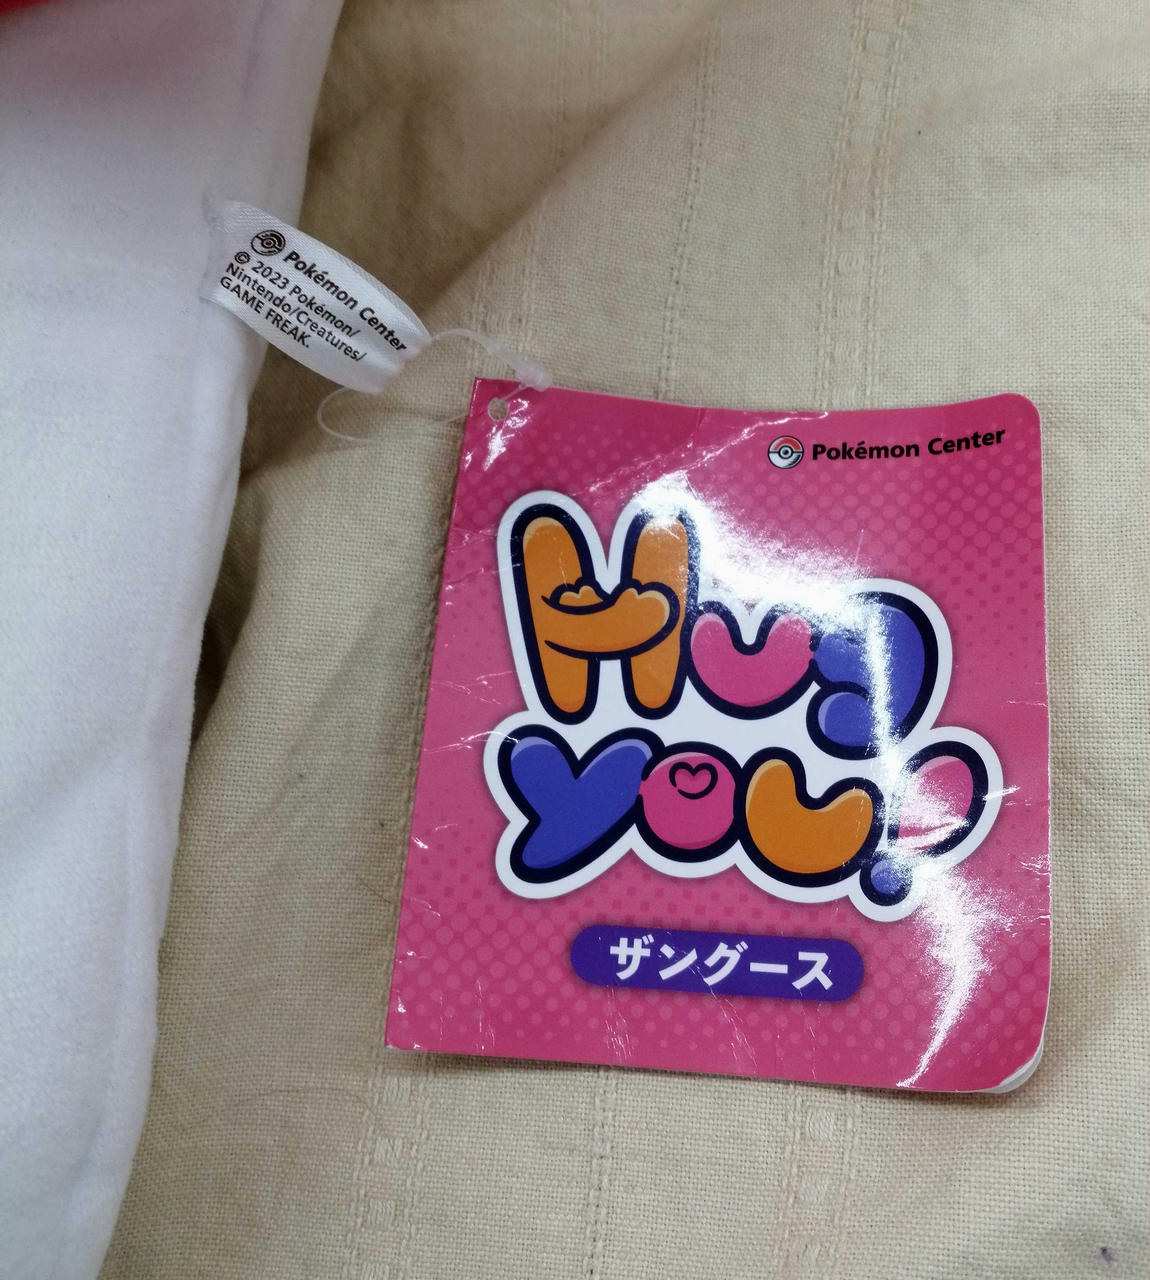 Pokémon Center
© 2023 Pokémon/
Nintendo/Creatures/
GAME FREAK.
Pokémon Center
Hug
you!
ザングース